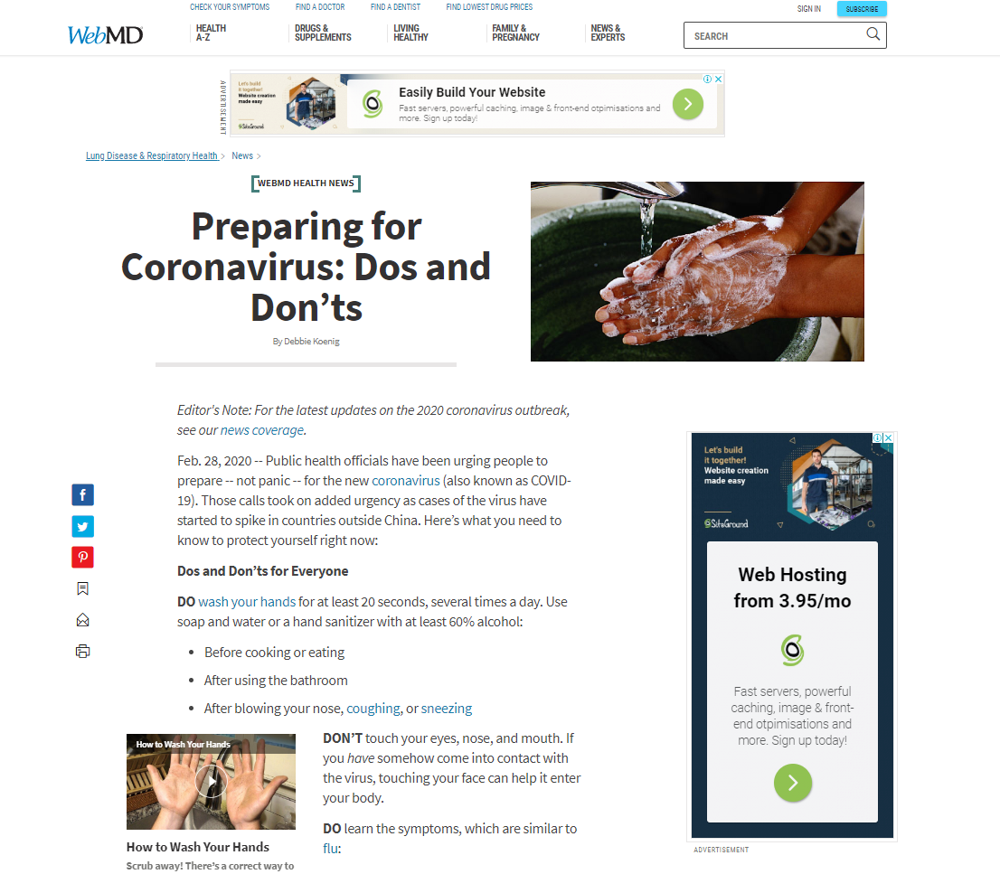 CHECK YOUR SYMPTOMS FIND A DOCTOR FIND A DENTIST FIND LOWEST DRUG PRICES
SIGN IN SUBSCRIBE
WebMD
HEALTH
A-Z
DRUGS &
SUPPLEMENTS
LIVING
HEALTHY
FAMILY &
PREGNANCY
NEWS &
EXPERTS
SEARCH
ADVERTISEMENT
Let's build
it together!
Website creation
made easy
SiteGround
Easily Build Your Website
Fast servers, powerful caching, image & front-end otpimisations and
more. Sign up today!
Lung Disease & Respiratory Health > News >
WEBMD HEALTH NEWS
Preparing for
Coronavirus: Dos and
Don'ts
By Debbie Koenig
Editor's Note: For the latest updates on the 2020 coronavirus outbreak,
see our news coverage.
Feb. 28, 2020 -- Public health officials have been urging people to
prepare -- not panic -- for the new coronavirus (also known as COVID-
19). Those calls took on added urgency as cases of the virus have
started to spike in countries outside China. Here's what you need to
know to protect yourself right now:
Dos and Don'ts for Everyone
DO wash your hands for at least 20 seconds, several times a day. Use
soap and water or a hand sanitizer with at least 60% alcohol:
• Before cooking or eating
• After using the bathroom
• After blowing your nose, coughing, or sneezing
How to Wash Your Hands
How to Wash Your Hands
Scrub away! There's a correct way to
DON'T touch your eyes, nose, and mouth. If
you have somehow come into contact with
the virus, touching your face can help it enter
your body.
DO learn the symptoms, which are similar to
flu:
Let's build
it together!
Website creation
made easy
SiteGround
Web Hosting
from 3.95/mo
Fast servers, powerful
caching, image & front-
end otpimisations and
more. Sign up today!
ADVERTISEMENT